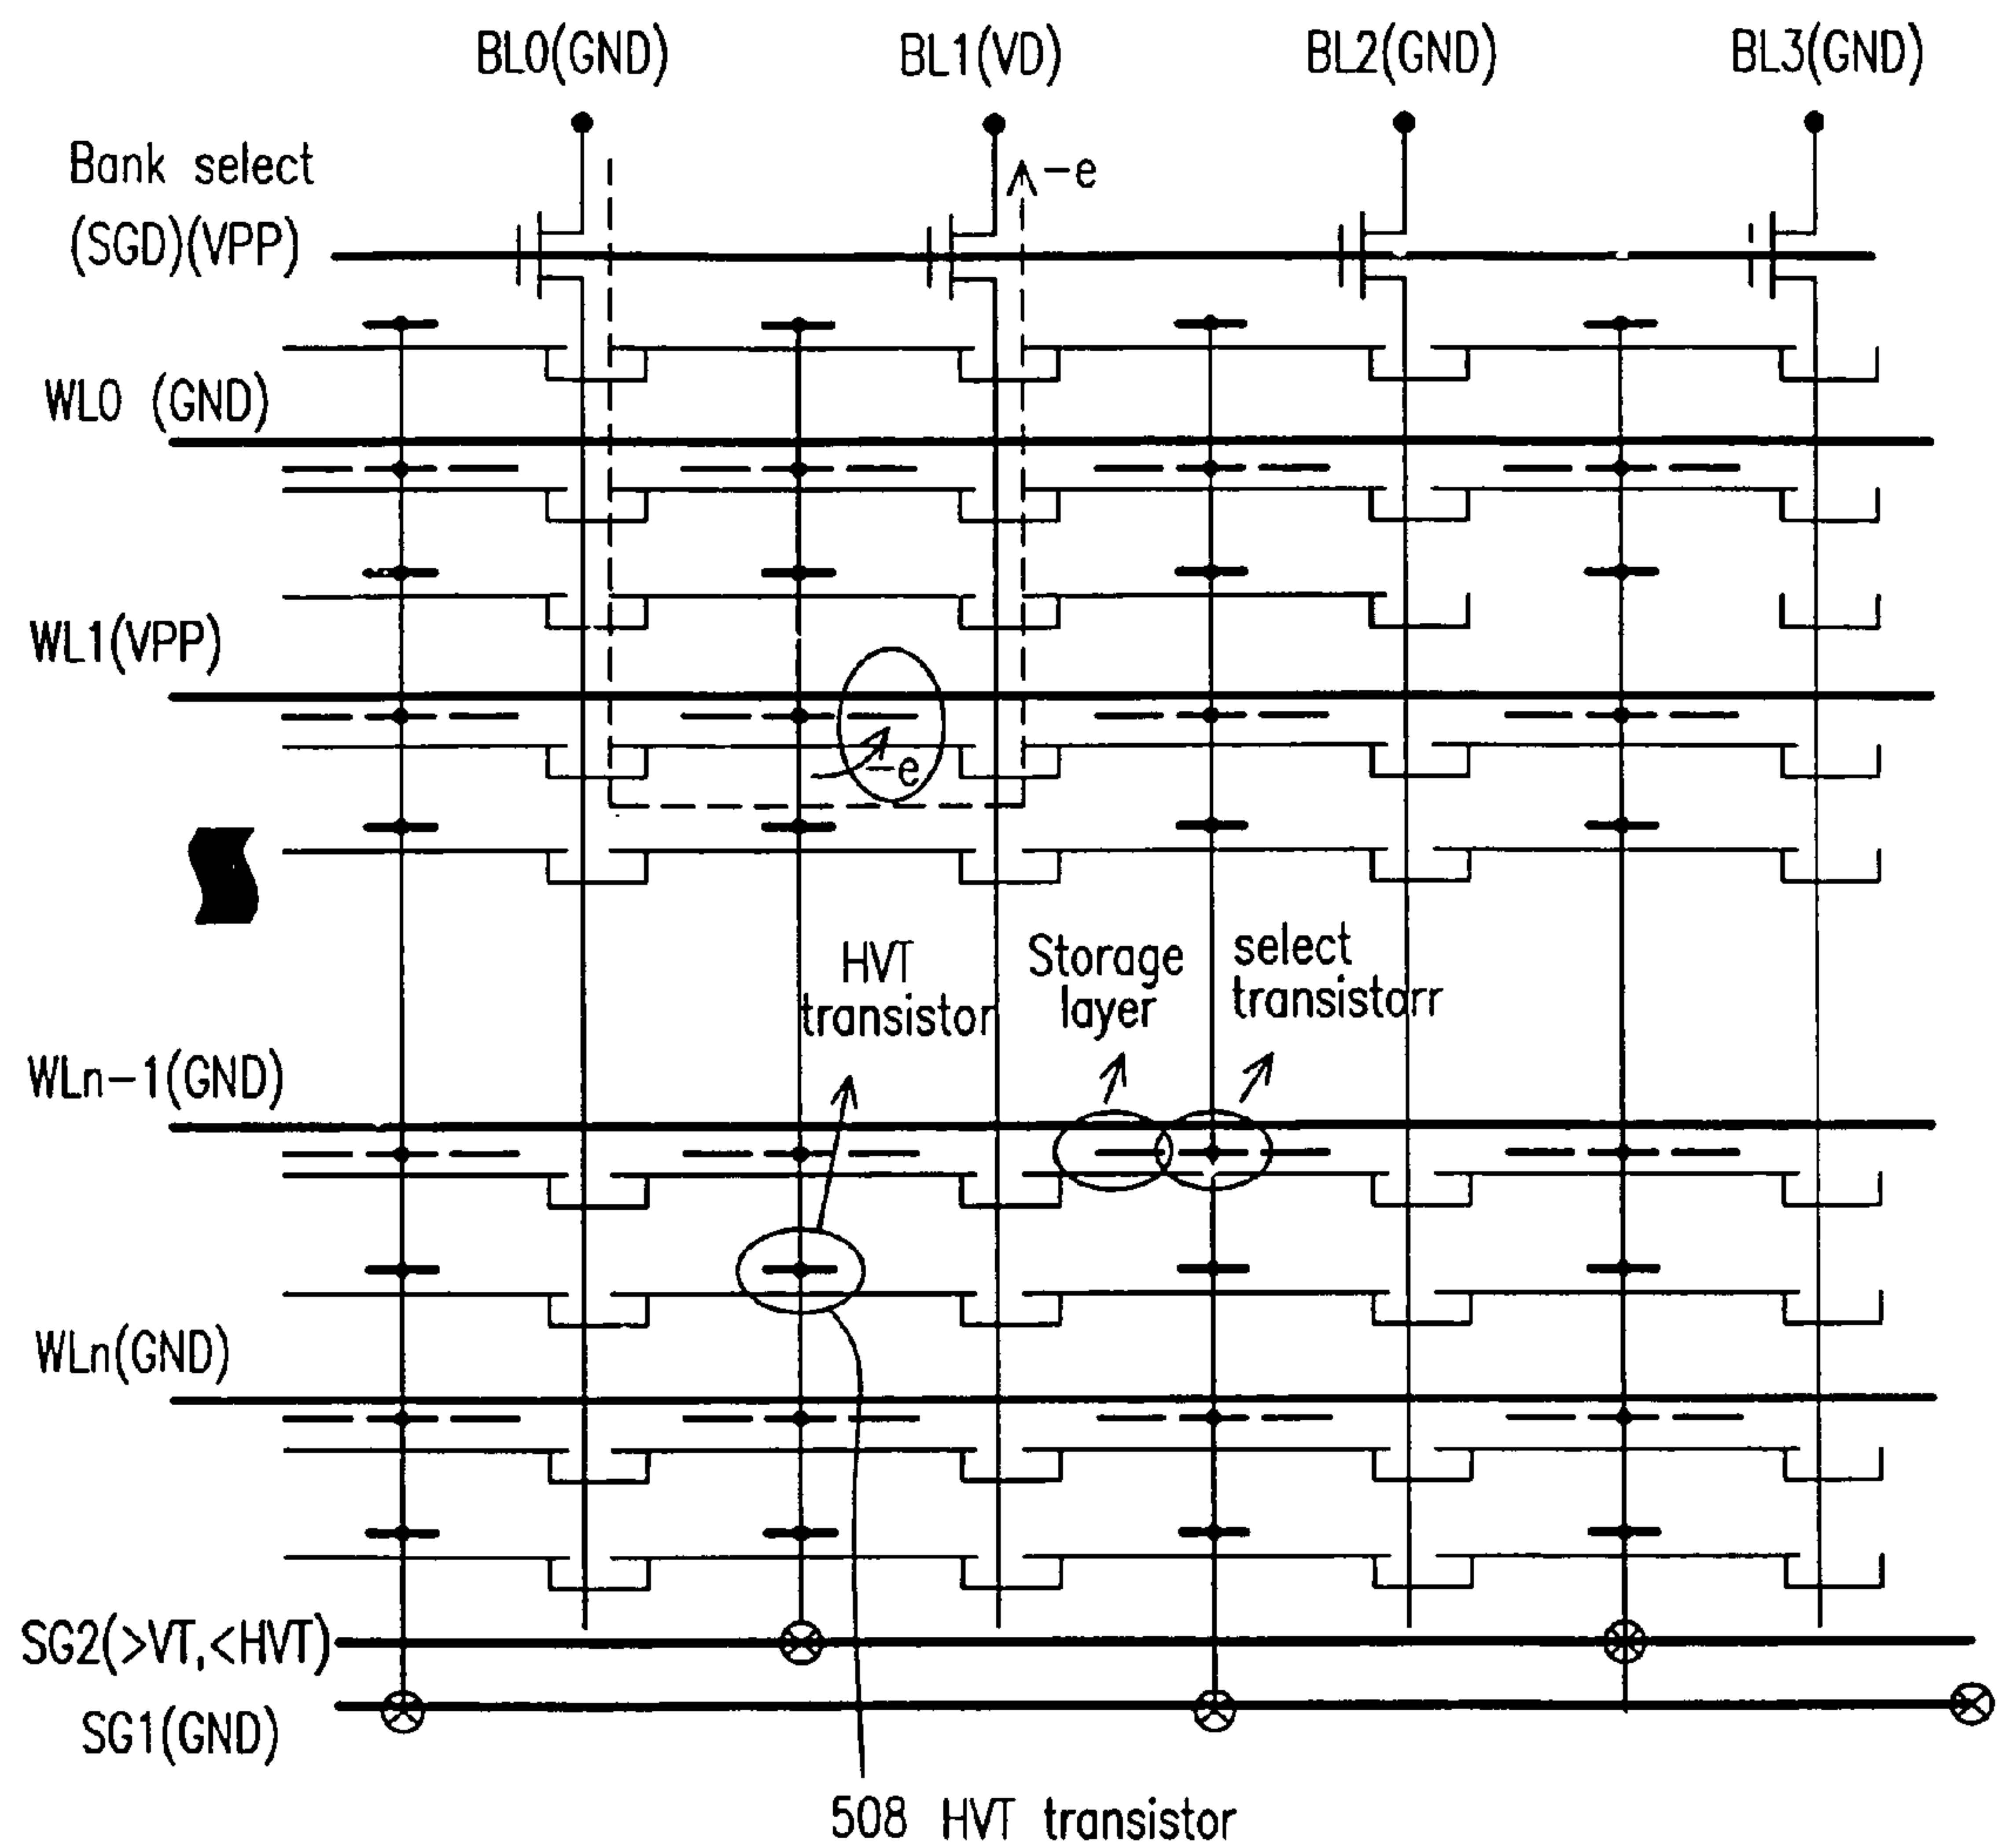 BL0(GND)
BL1(VD)
BL2(GND)
BL3(GND)
Bank select
(SGD)(VPP)
-e
WL0 (GND)
WL1(VPP)
-e
HVT
transistor
Storage
layer
select
transistorr
WLn-1(GND)
WLn(GND)
SG2(>VT,<HVT)
SG1(GND)
508 HVT transistor